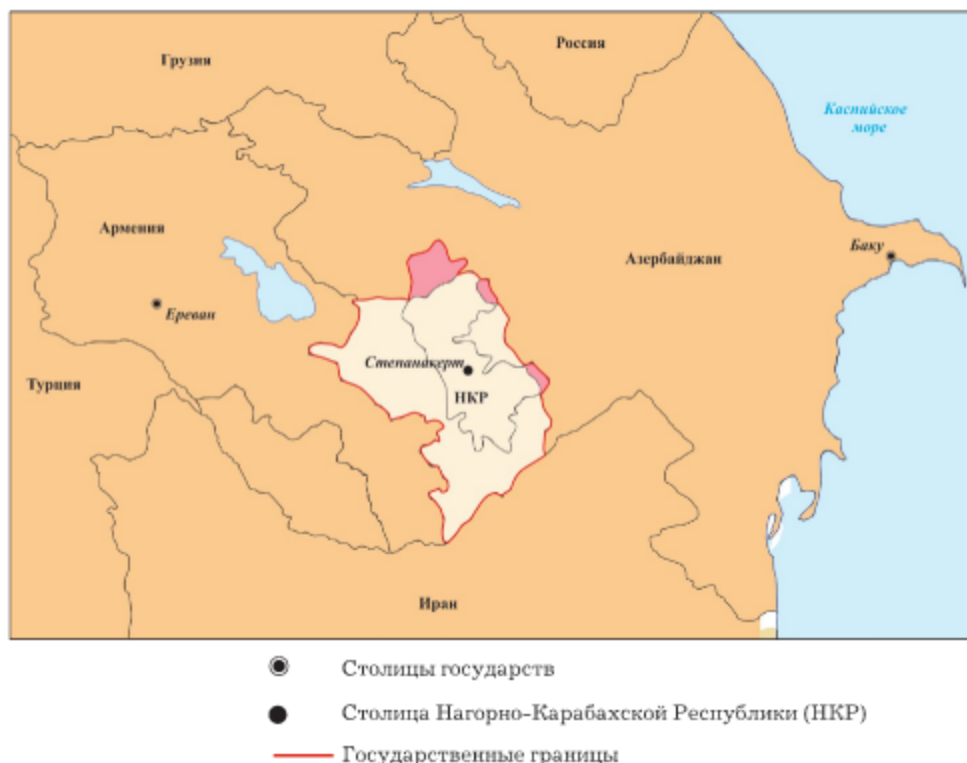 Россия
Грузия
Каспийское
море
Армения
Баку
Азербайджан
Ереван
Степанакерт
Турция
НКР
Иран
Столицы государств
Столица Нагорно-Карабахской Республики (НКР)
Государственные границы